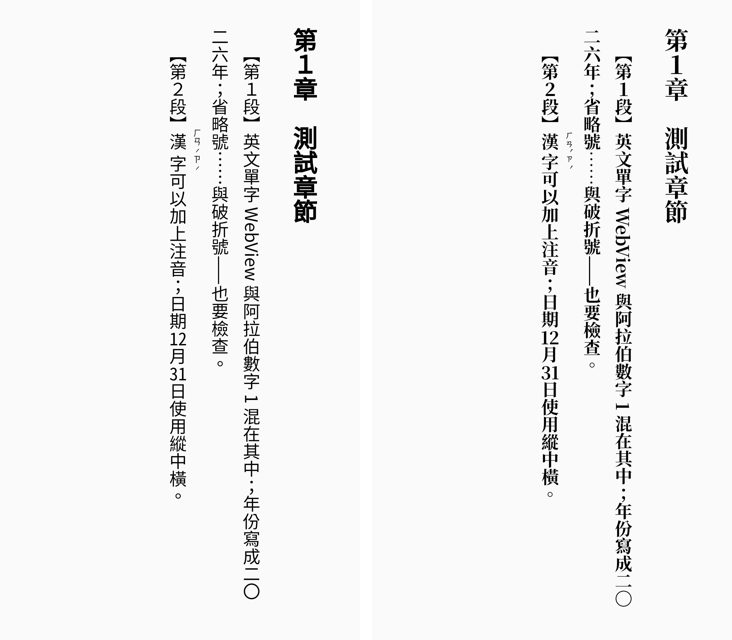 第1章　測試章節
【第1段】英文單字 WebView 與阿拉伯數字 1 混在其中；年份寫成二〇
二六年；省略號……與破折號——也要檢查。
ㄏㄢˋ ㄗˋ
【第2段】漢字可以加上注音；日期12月31日使用縱中橫。
第1章　測試章節
【第1段】英文單字 WebView 與阿拉伯數字 1 混在其中；年份寫成二〇
二六年；省略號……與破折號——也要檢查。
ㄏㄢˋ ㄗˋ
【第2段】漢字可以加上注音；日期12月31日使用縱中橫。